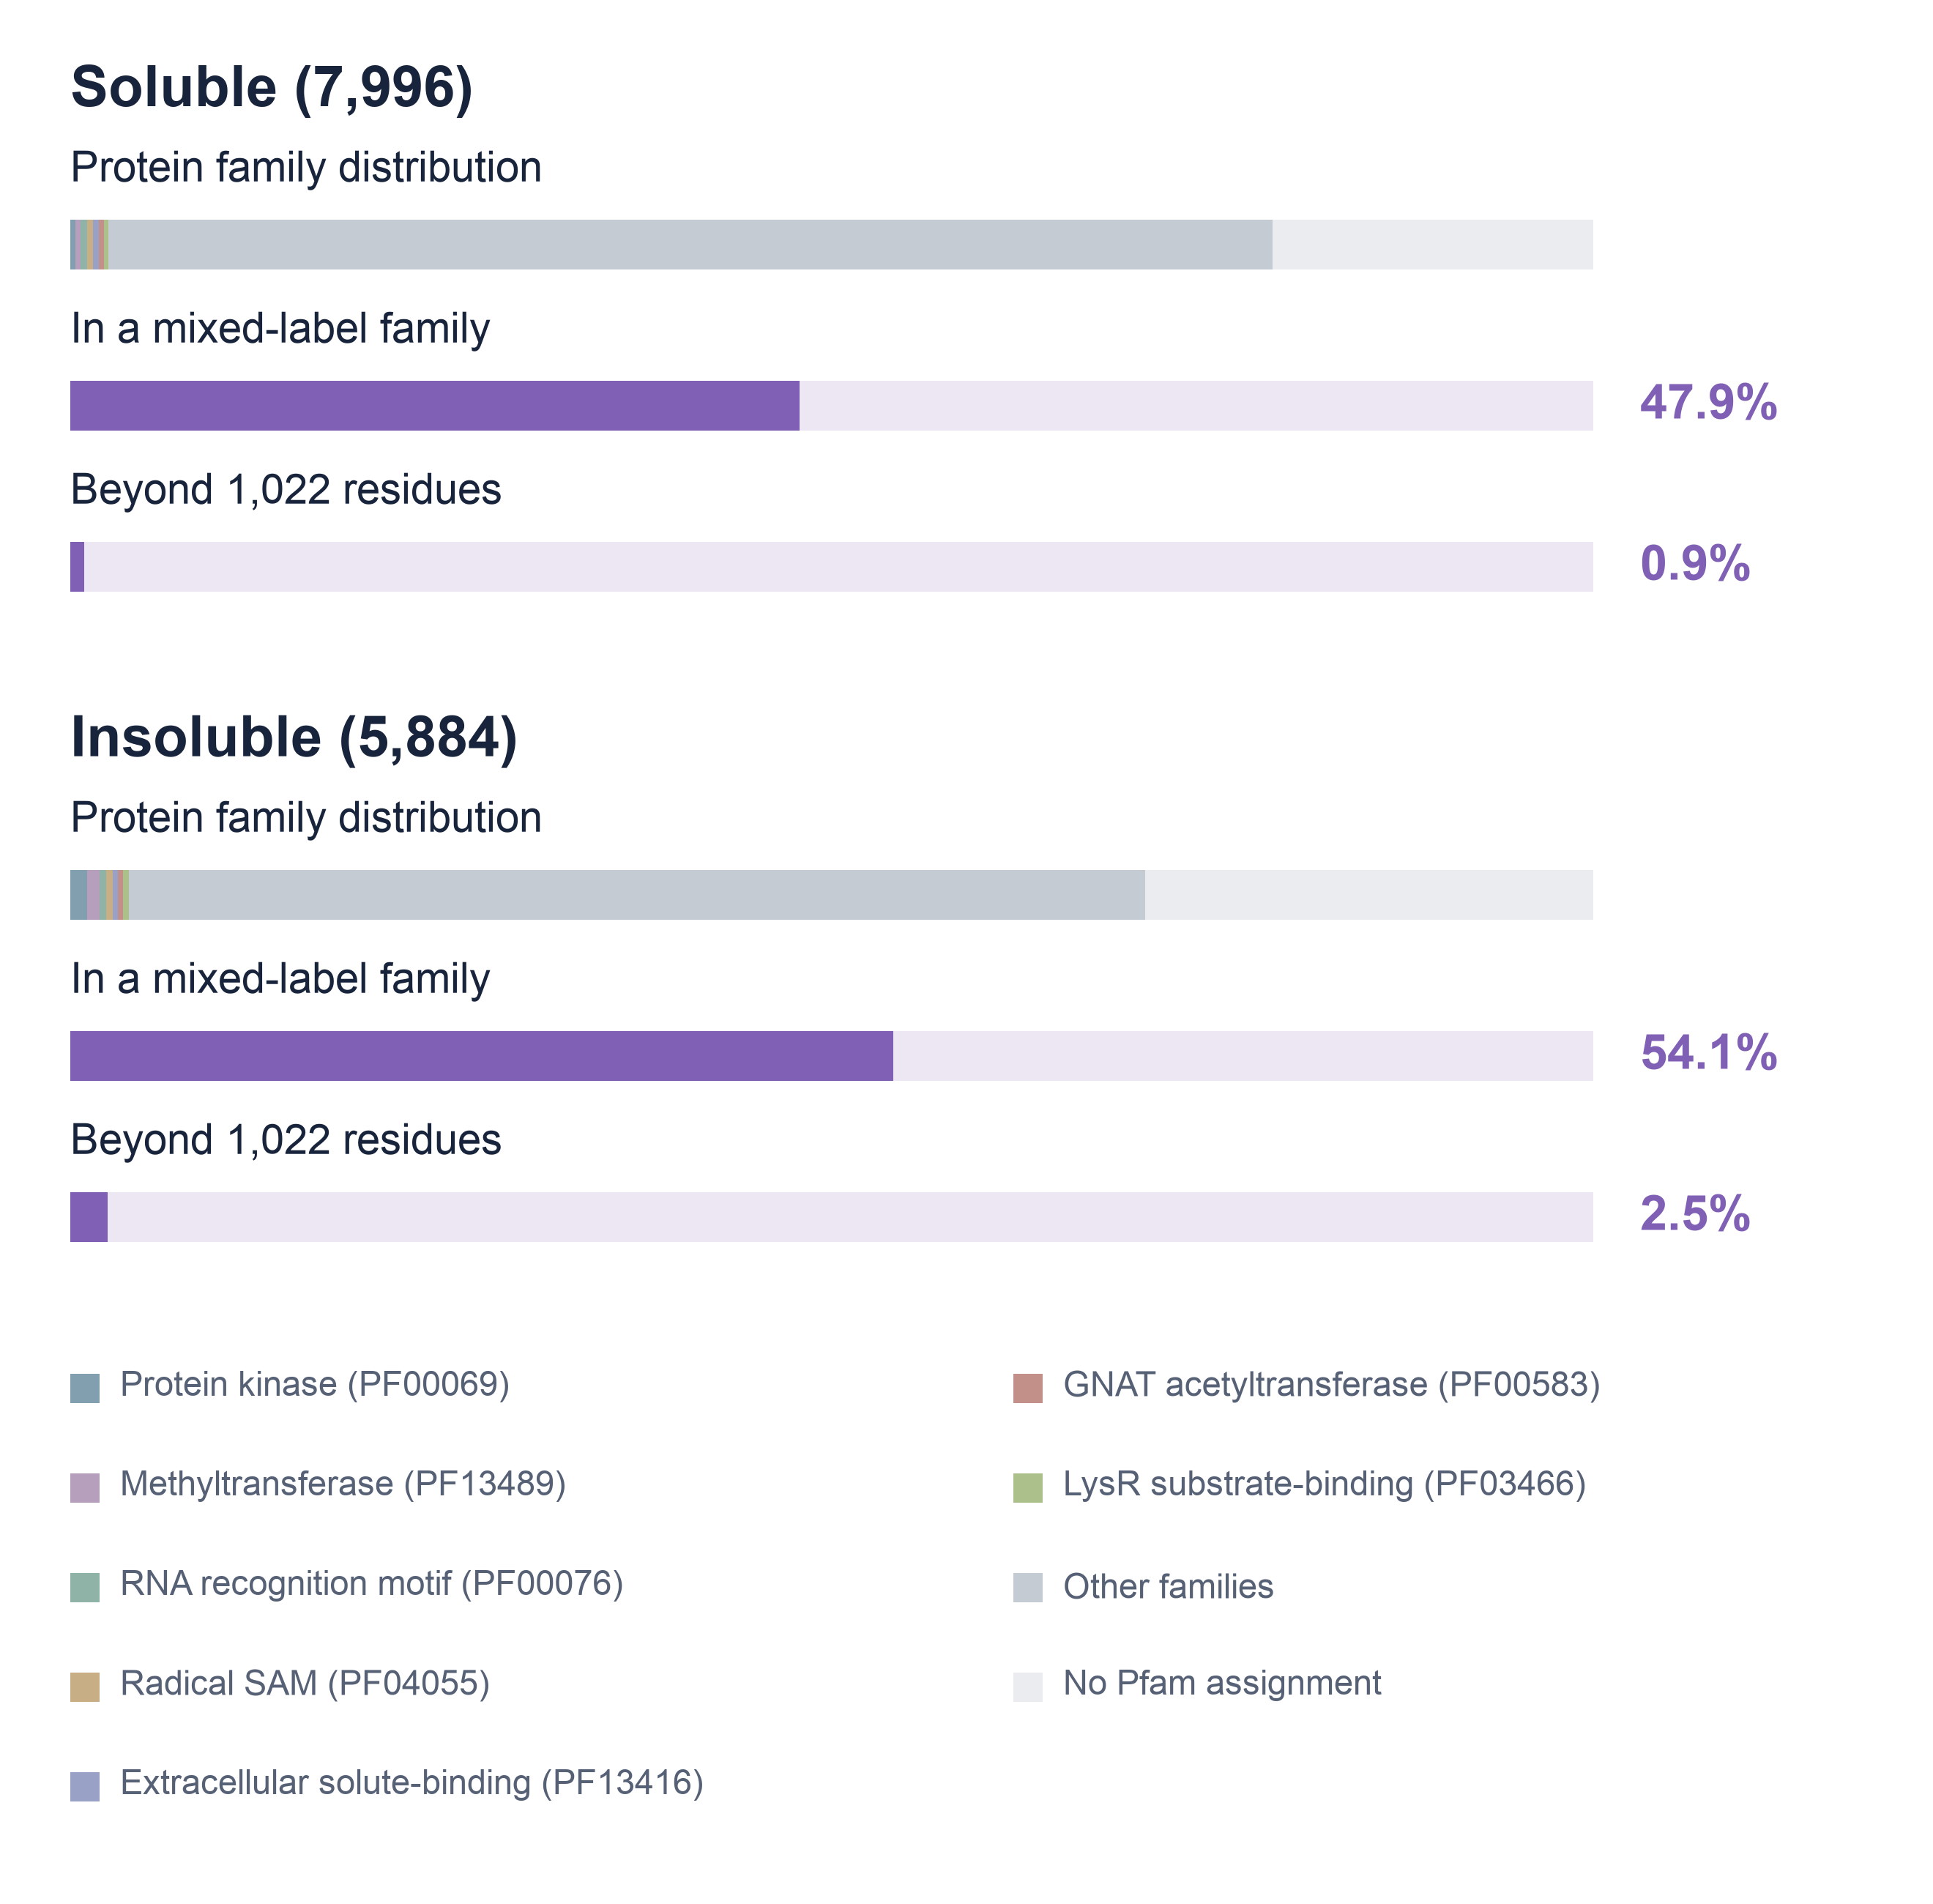 Soluble (7,996)
Protein family distribution
In a mixed-label family
47.9%
Beyond 1,022 residues
0.9%
Insoluble (5,884)
Protein family distribution
In a mixed-label family
54.1%
Beyond 1,022 residues
2.5%
Protein kinase (PF00069)
Methyltransferase (PF13489)
RNA recognition motif (PF00076)
Radical SAM (PF04055)
Extracellular solute-binding (PF13416)
GNAT acetyltransferase (PF00583)
LysR substrate-binding (PF03466)
Other families
No Pfam assignment